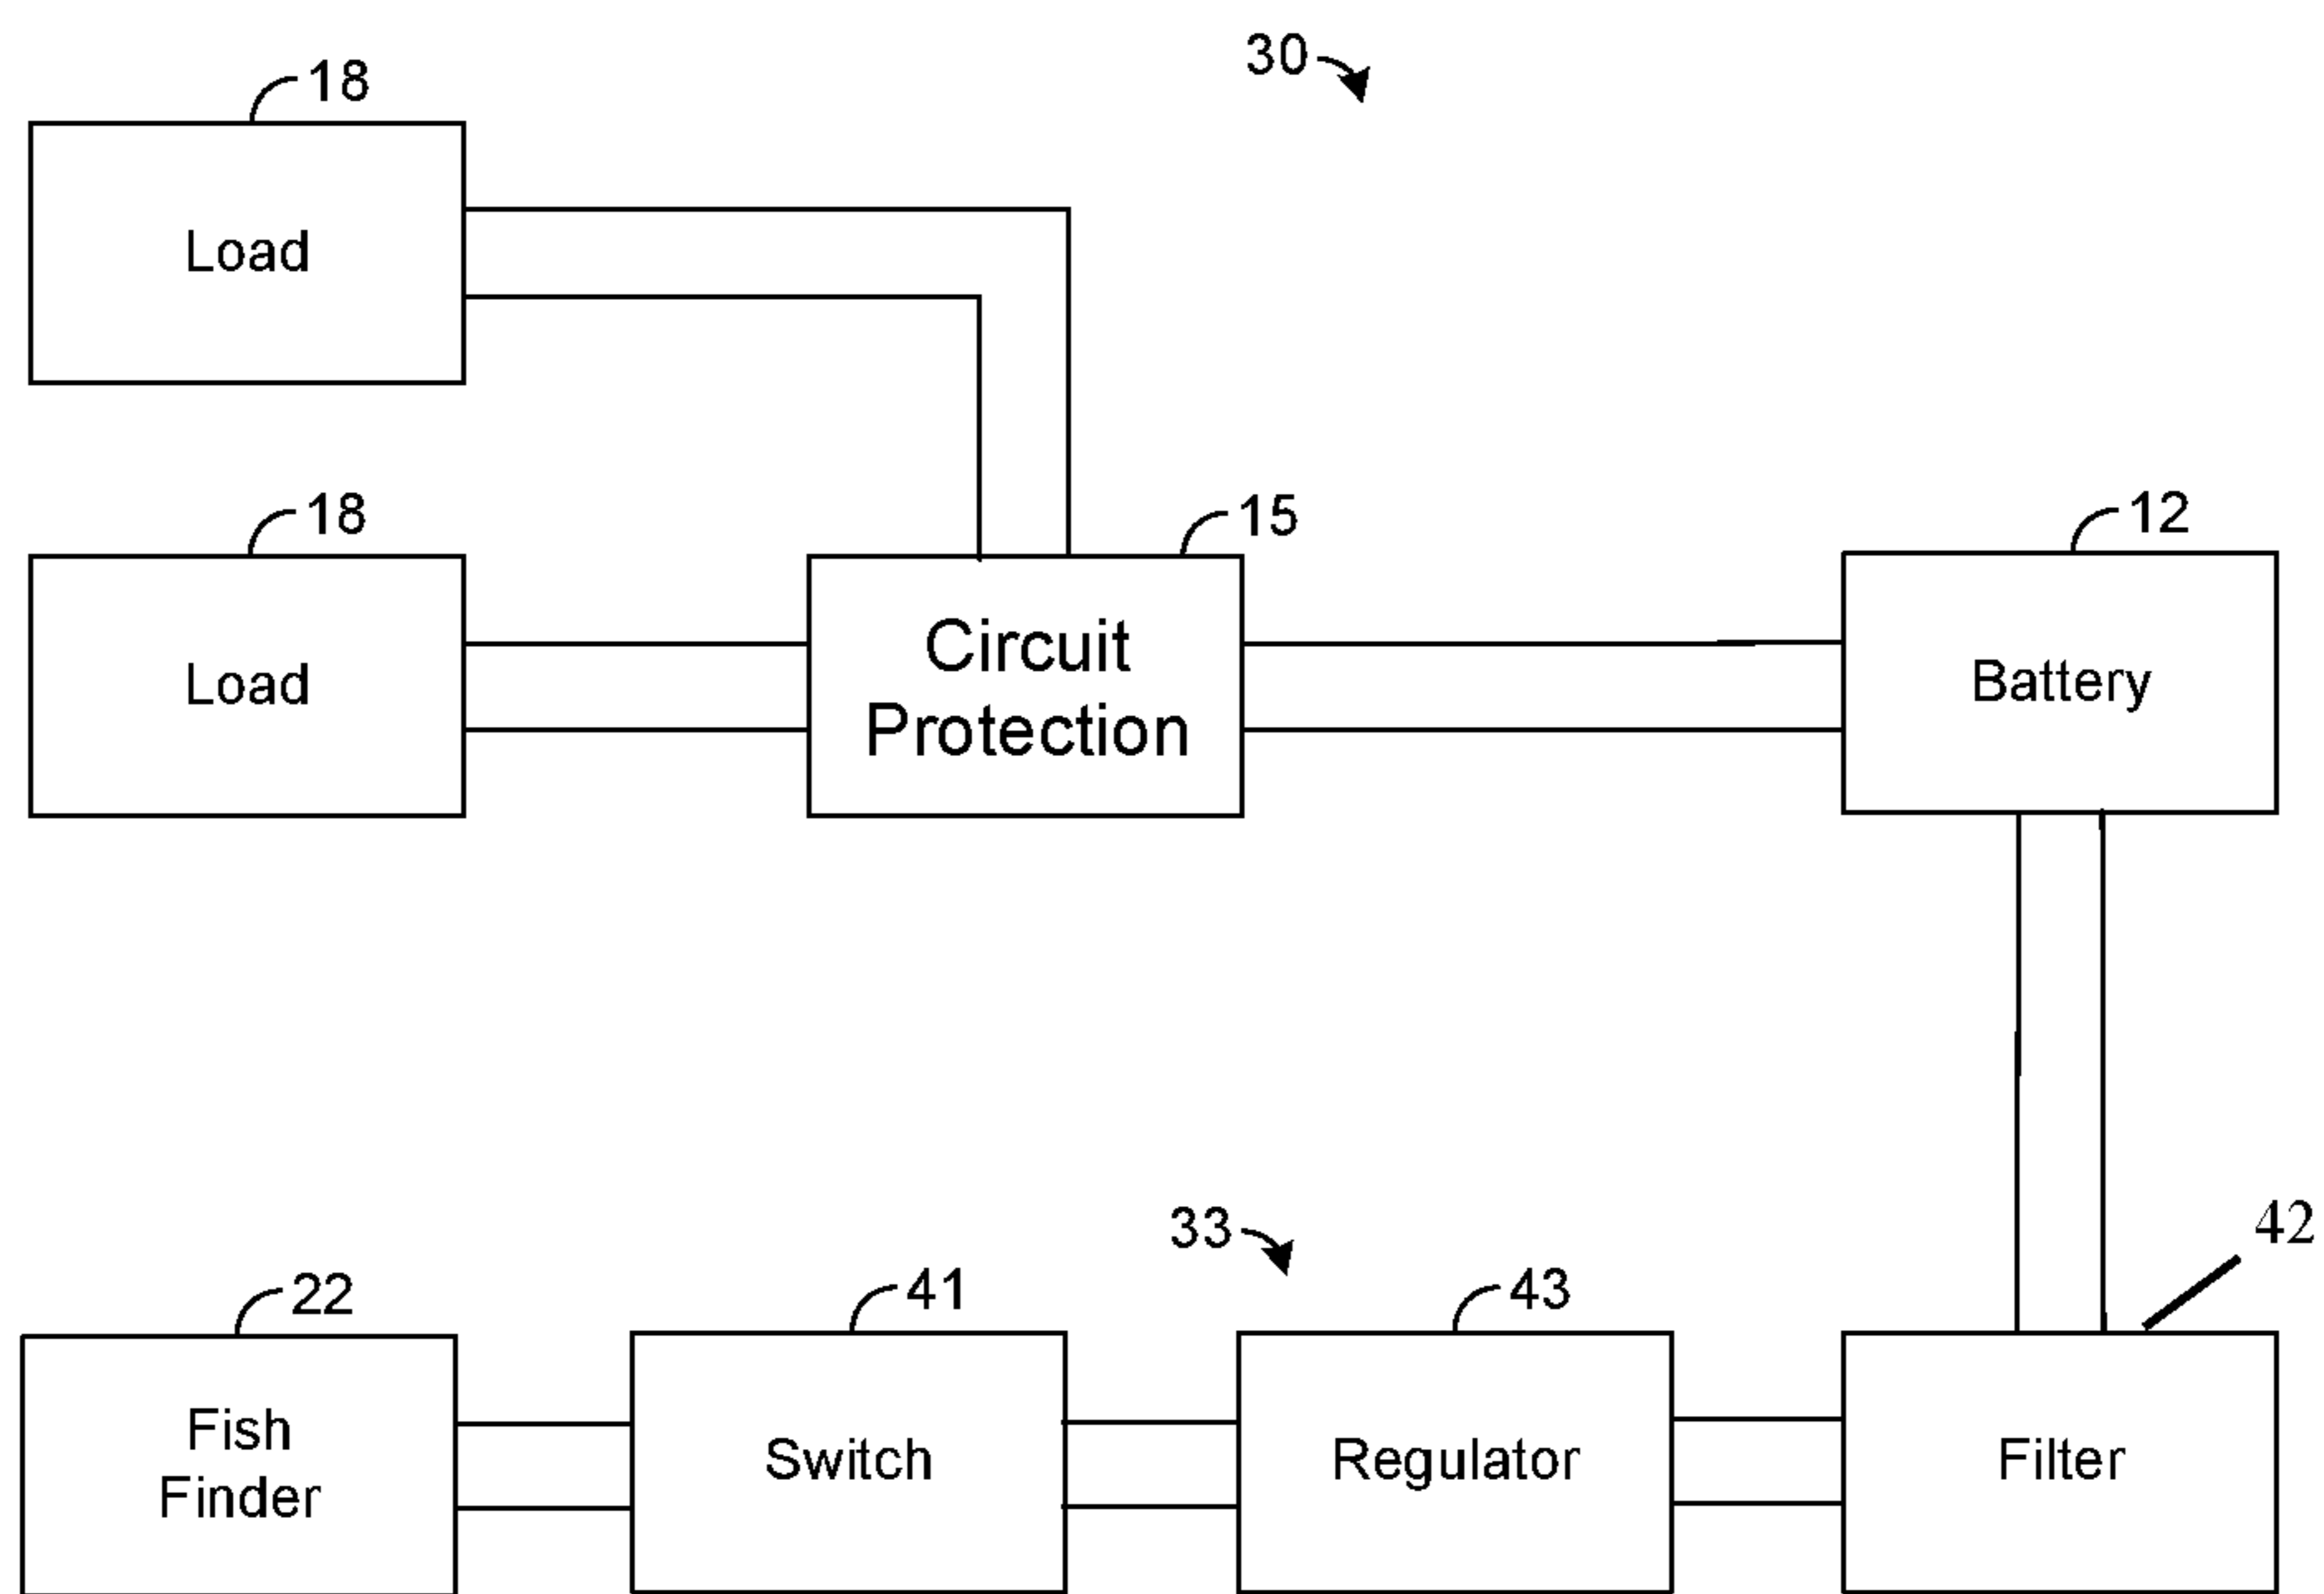 30
18
Load
18
15
12
Load
Circuit
Protection
Battery
33
42
22
41
43
Fish
Finder
Switch
Regulator
Filter